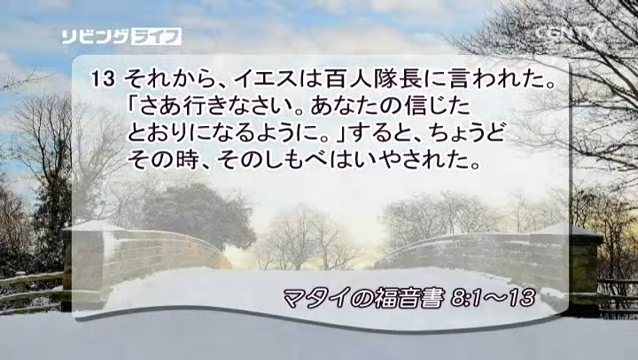 リビングライフ
CGNTV
13 それから、イエスは百人隊長に言われた。
「さあ行きなさい。あなたの信じた
とおりになるように。」すると、ちょうど
その時、そのしもべはいやされた。
マタイの福音書 8:1〜13